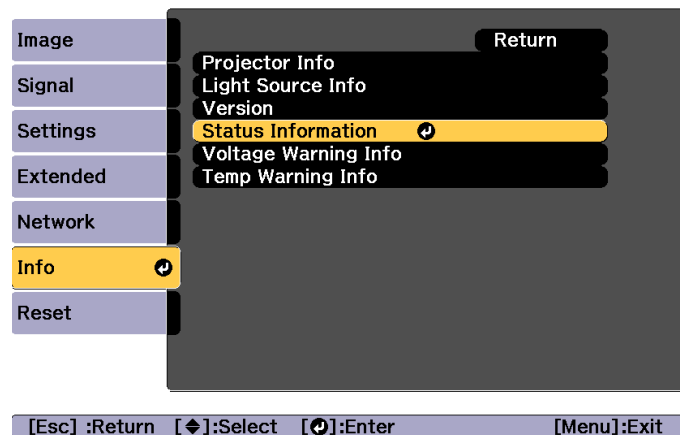 Image
Signal
Settings
Extended
Network
Info
Reset
Return
Projector Info
Light Source Info
Version
Status Information
Voltage Warning Info
Temp Warning Info
[Esc] :Return [◆]:Select [↵]:Enter [Menu]:Exit